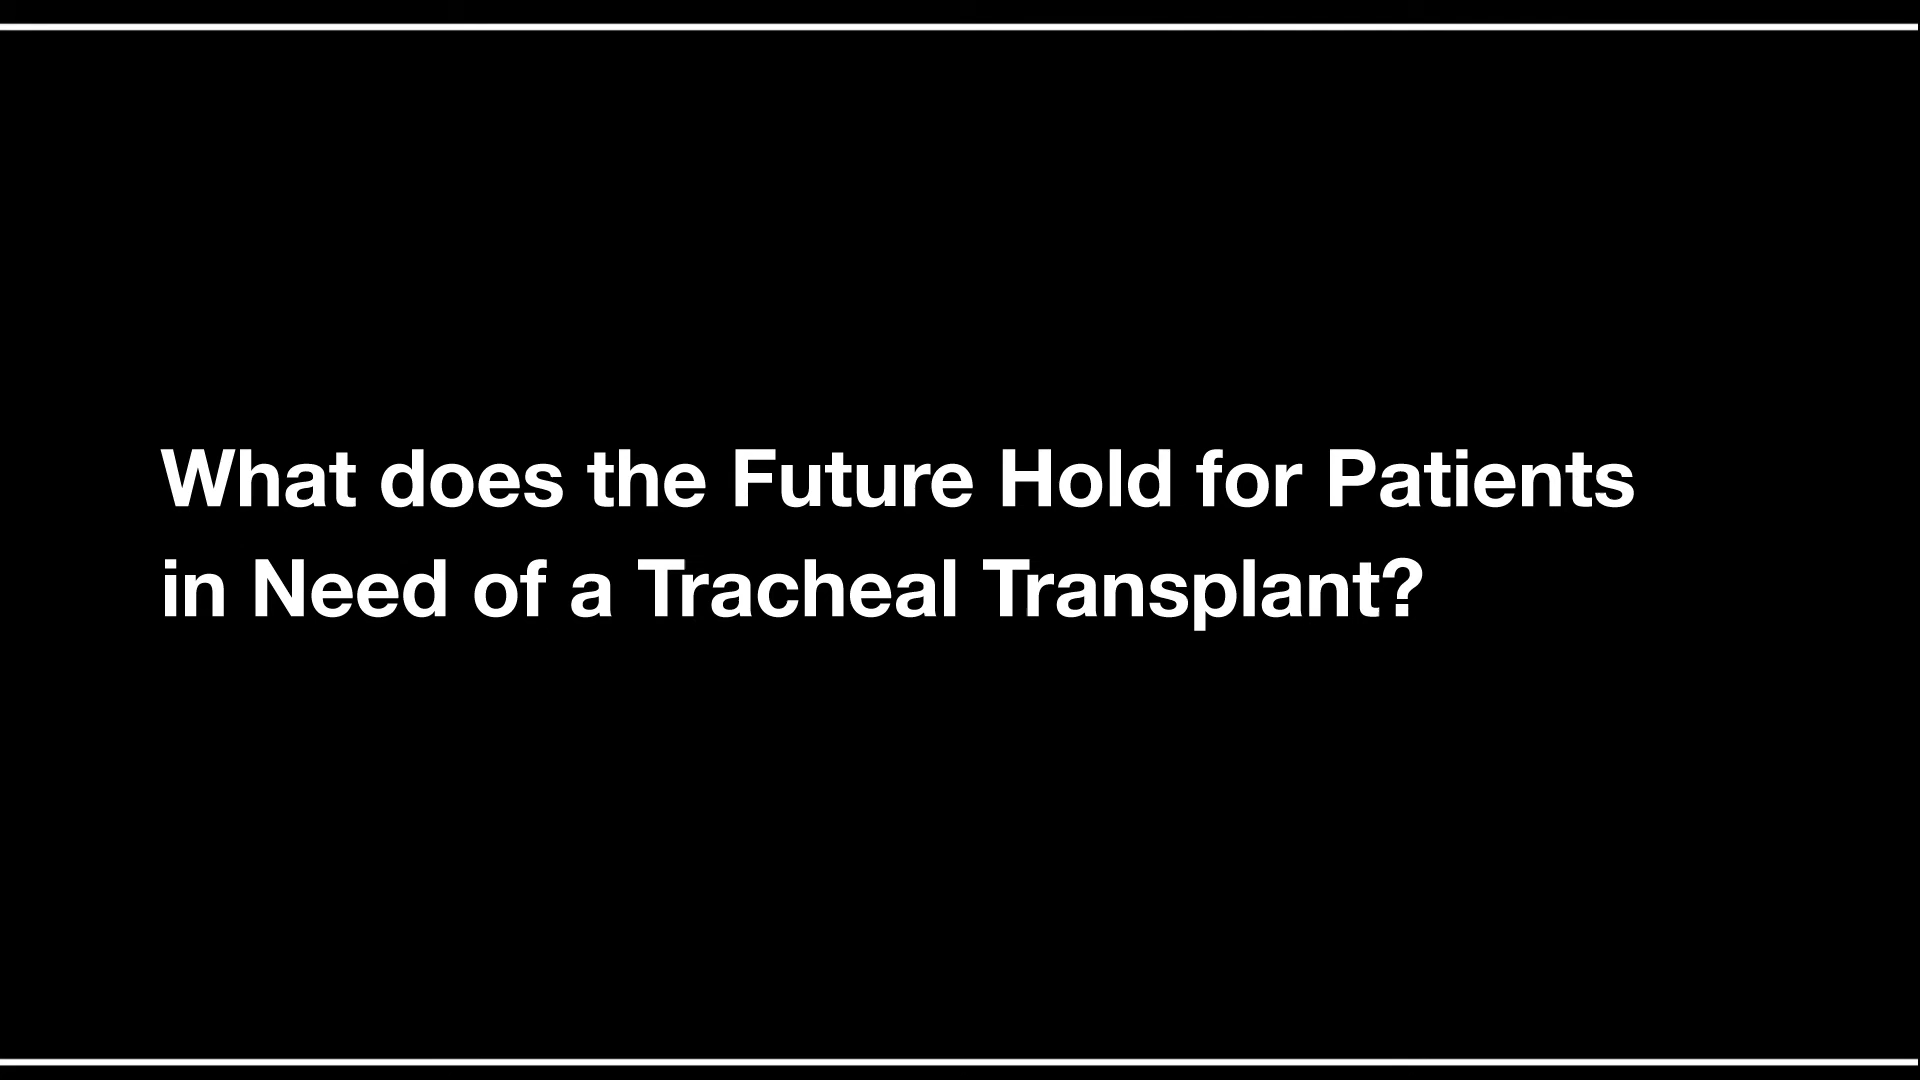 What does the Future Hold for Patients
in Need of a Tracheal Transplant?